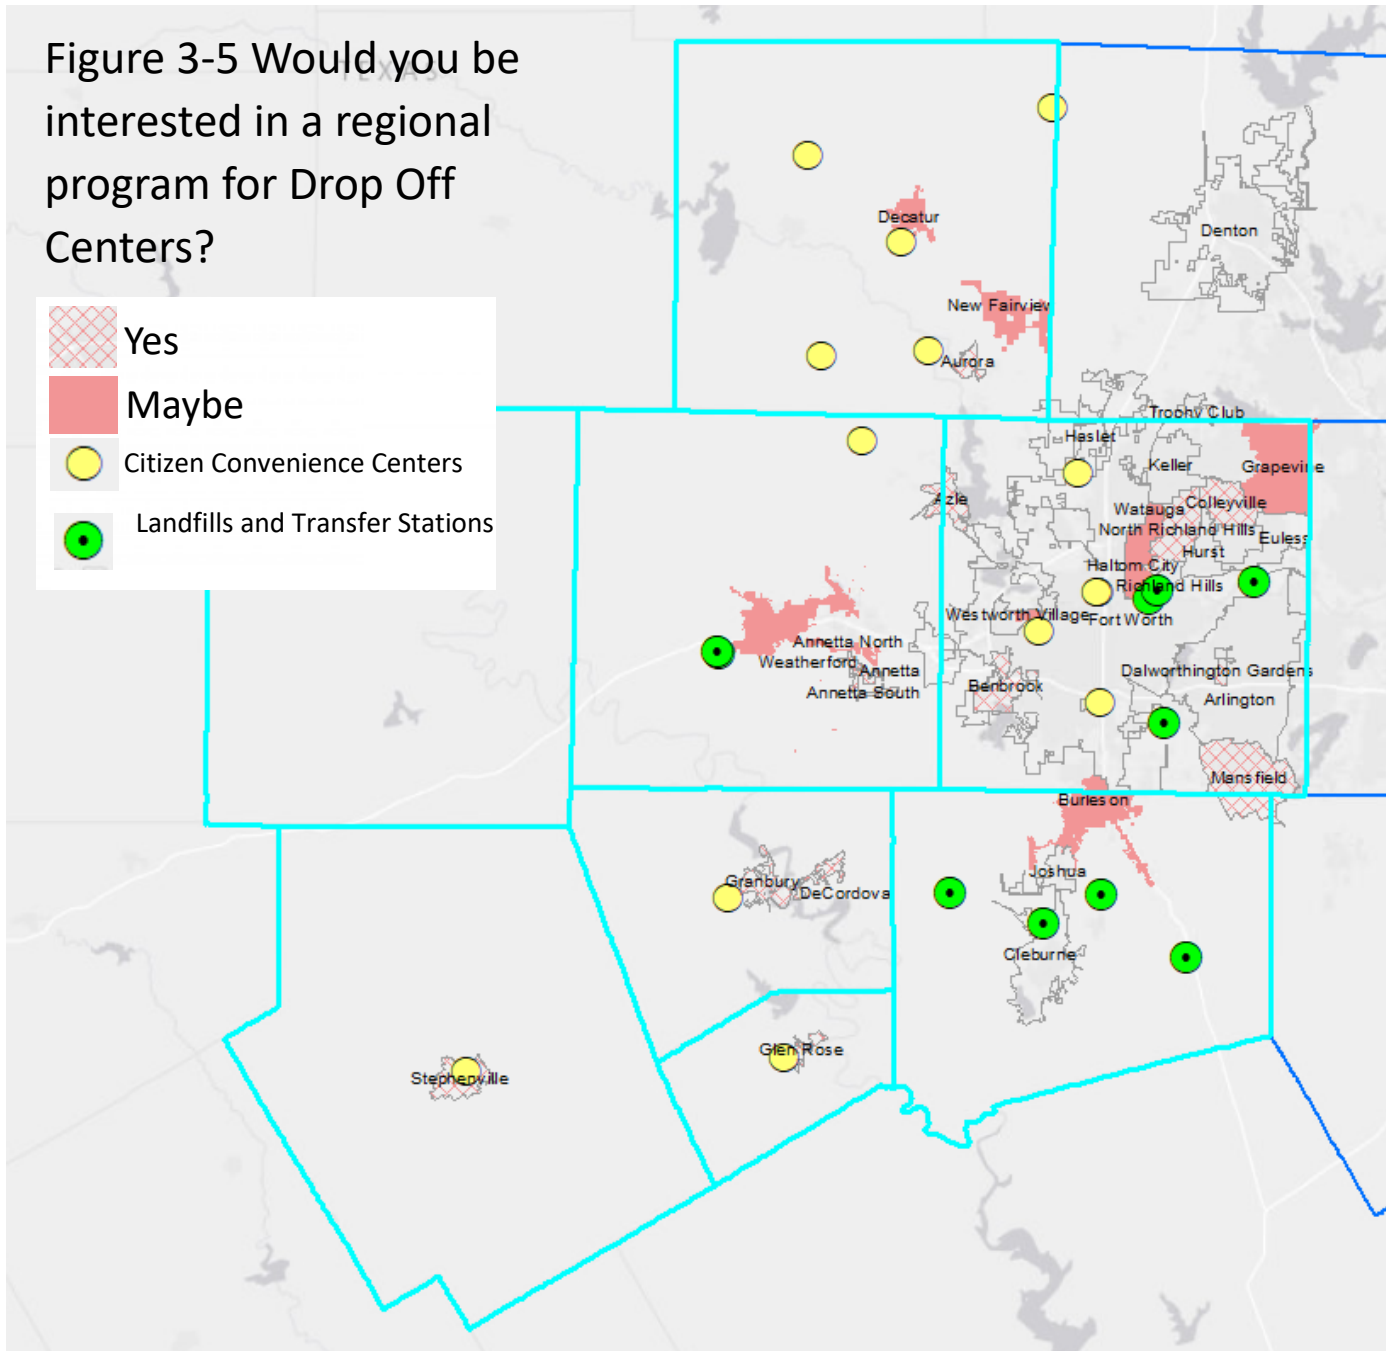 Figure 3-5 Would you be
interested in a regional
program for Drop Off
Centers?
TEXAS
Yes
Maybe
Citizen Convenience Centers
Landfills and Transfer Stations
Decatur
Denton
New Fairview
Aurora
Trophy Club
Haslet
Keller
Grapevine
Azle
Colleyville
Watauga
North Richland Hills
Euless
Hurst
Haltom City
Richland Hills
Westworth Village
Fort Worth
Annetta North
Weatherford
Annetta
Annetta South
Benbrook
Dalworthington Gardens
Arlington
Mansfield
Burleson
Joshua
Granbury
DeCordova
Cleburne
Glen Rose
Stephenville